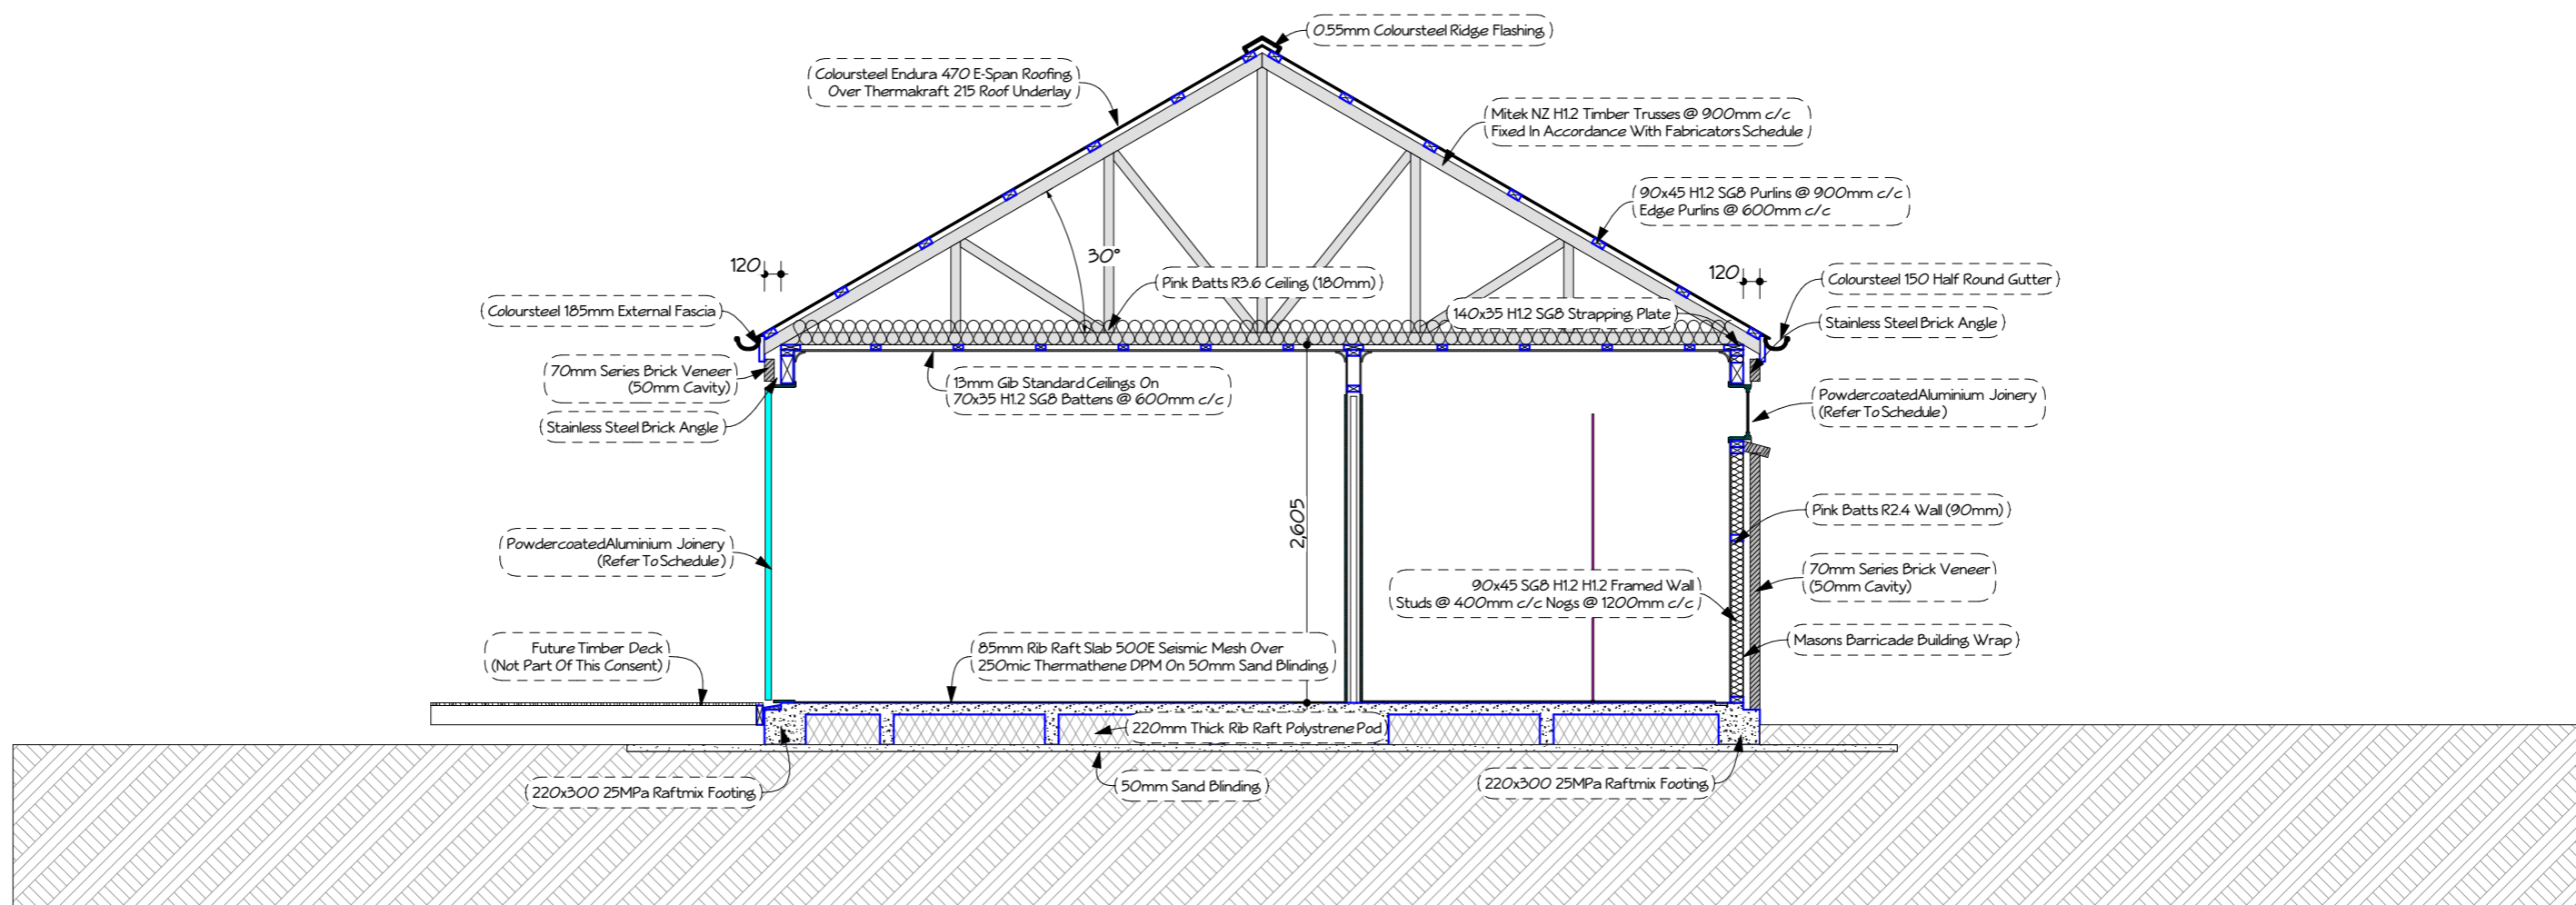 0.55mm Coloursteel Ridge Flashing
Coloursteel Endura 470 E-Span Roofing
Over Thermakraft 215 Roof Underlay
Mitek NZ H1.2 Timber Trusses @ 900mm c/c
Fixed In Accordance With Fabricators Schedule
90x45 H1.2 SG8 Purlins @ 900mm c/c
Edge Purlins @ 600mm c/c
30°
120
120
Pink Batts R3.6 Ceiling (180mm)
Coloursteel 150 Half Round Gutter
Coloursteel 185mm External Fascia
140x35 H1.2 SG8 Strapping Plate
Stainless Steel Brick Angle
70mm Series Brick Veneer
(50mm Cavity)
13mm Gib Standard Ceilings On
70x35 H1.2 SG8 Battens @ 600mm c/c
Powdercoated Aluminium Joinery
(Refer To Schedule)
Stainless Steel Brick Angle
2,605
Pink Batts R2.4 Wall (90mm)
Powdercoated Aluminium Joinery
(Refer To Schedule)
90x45 SG8 H1.2 H1.2 Framed Wall
Studs @ 400mm c/c Nogs @ 1200mm c/c
70mm Series Brick Veneer
(50mm Cavity)
Future Timber Deck
(Not Part Of This Consent)
85mm Rib Raft Slab 500E Seismic Mesh Over
250mic Thermathene DPM On 50mm Sand Blinding
Masons Barricade Building Wrap
220mm Thick Rib Raft Polystrene Pod
220x300 25MPa Raftmix Footing
50mm Sand Blinding
220x300 25MPa Raftmix Footing